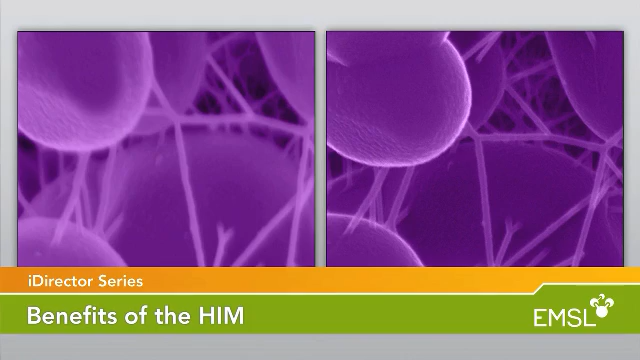 iDirector Series
Benefits of the HIM
EMSL